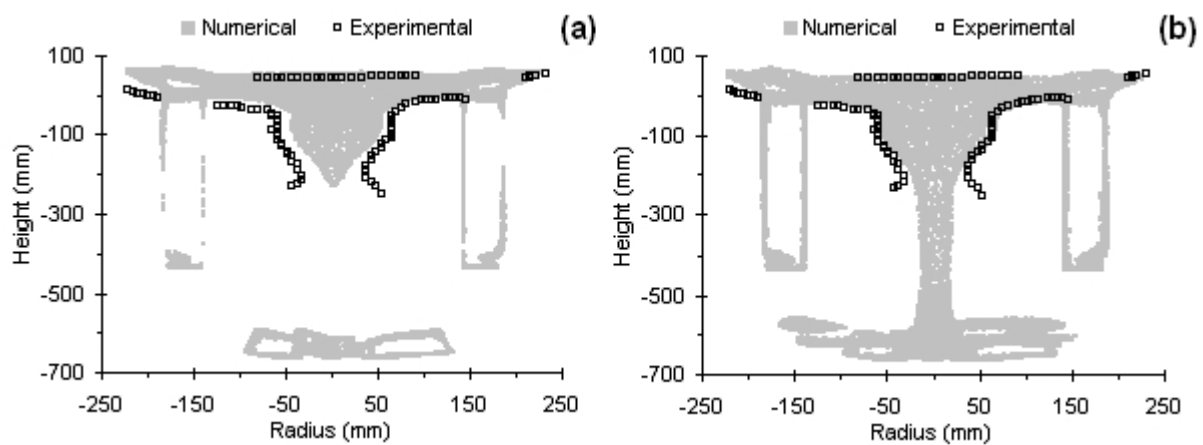 Numerical Experimental (a)
100
-100
-300
-500
-700
Height (mm)
-250 -150 -50 50 150 250
Radius (mm)
Numerical Experimental (b)
100
-100
-300
-500
-700
Height (mm)
-250 -150 -50 50 150 250
Radius (mm)